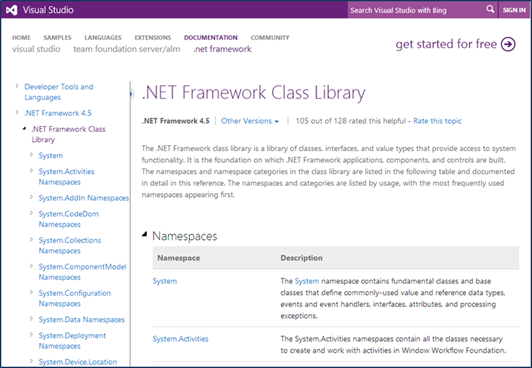 Visual Studio
Search Visual Studio with Bing
SIGN IN
HOME SAMPLES LANGUAGES EXTENSIONS DOCUMENTATION COMMUNITY
visual studio team foundation server/alm .net framework
get started for free
Developer Tools and
Languages
.NET Framework 4.5
.NET Framework Class
Library
System
System.Activities
Namespaces
System.AddIn Namespaces
System.CodeDom
Namespaces
System.Collections
Namespaces
System.ComponentModel
Namespaces
System.Configuration
Namespaces
System.Data Namespaces
System.Deployment
Namespaces
System.Device.Location
.NET Framework Class Library
.NET Framework 4.5 Other Versions 105 out of 128 rated this helpful - Rate this topic
The .NET Framework class library is a library of classes, interfaces, and value types that provide access to system
functionality. It is the foundation on which .NET Framework applications, components, and controls are built.
The namespaces and namespace categories in the class library are listed in the following table and documented
in detail in this reference. The namespaces and categories are listed by usage, with the most frequently used
namespaces appearing first.
Namespaces
Namespace Description
System The System namespace contains fundamental classes and base
classes that define commonly-used value and reference data types,
events and event handlers, interfaces, attributes, and processing
exceptions.
System.Activities The System.Activities namespaces contain all the classes necessary
to create and work with activities in Window Workflow Foundation.